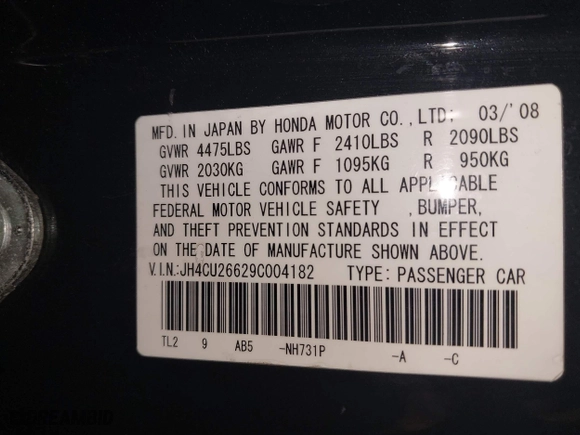 MFD. IN JAPAN BY HONDA MOTOR CO.,LTD; 03/'08
GVWR 4475LBS GAWR F 2410LBS R 2090LBS
GVWR 2030KG GAWR F 1095KG R 950KG
THIS VEHICLE CONFORMS TO ALL APPLICABLE
FEDERAL MOTOR VEHICLE SAFETY ,BUMPER,
AND THEFT PREVENTION STANDARDS IN EFFECT
ON THE DATE OF MANUFACTURE SHOWN ABOVE.
V.I.N:JH4CU26629C004182 TYPE: PASSENGER CAR
TL2 9 AB5 -NH731P -A -C